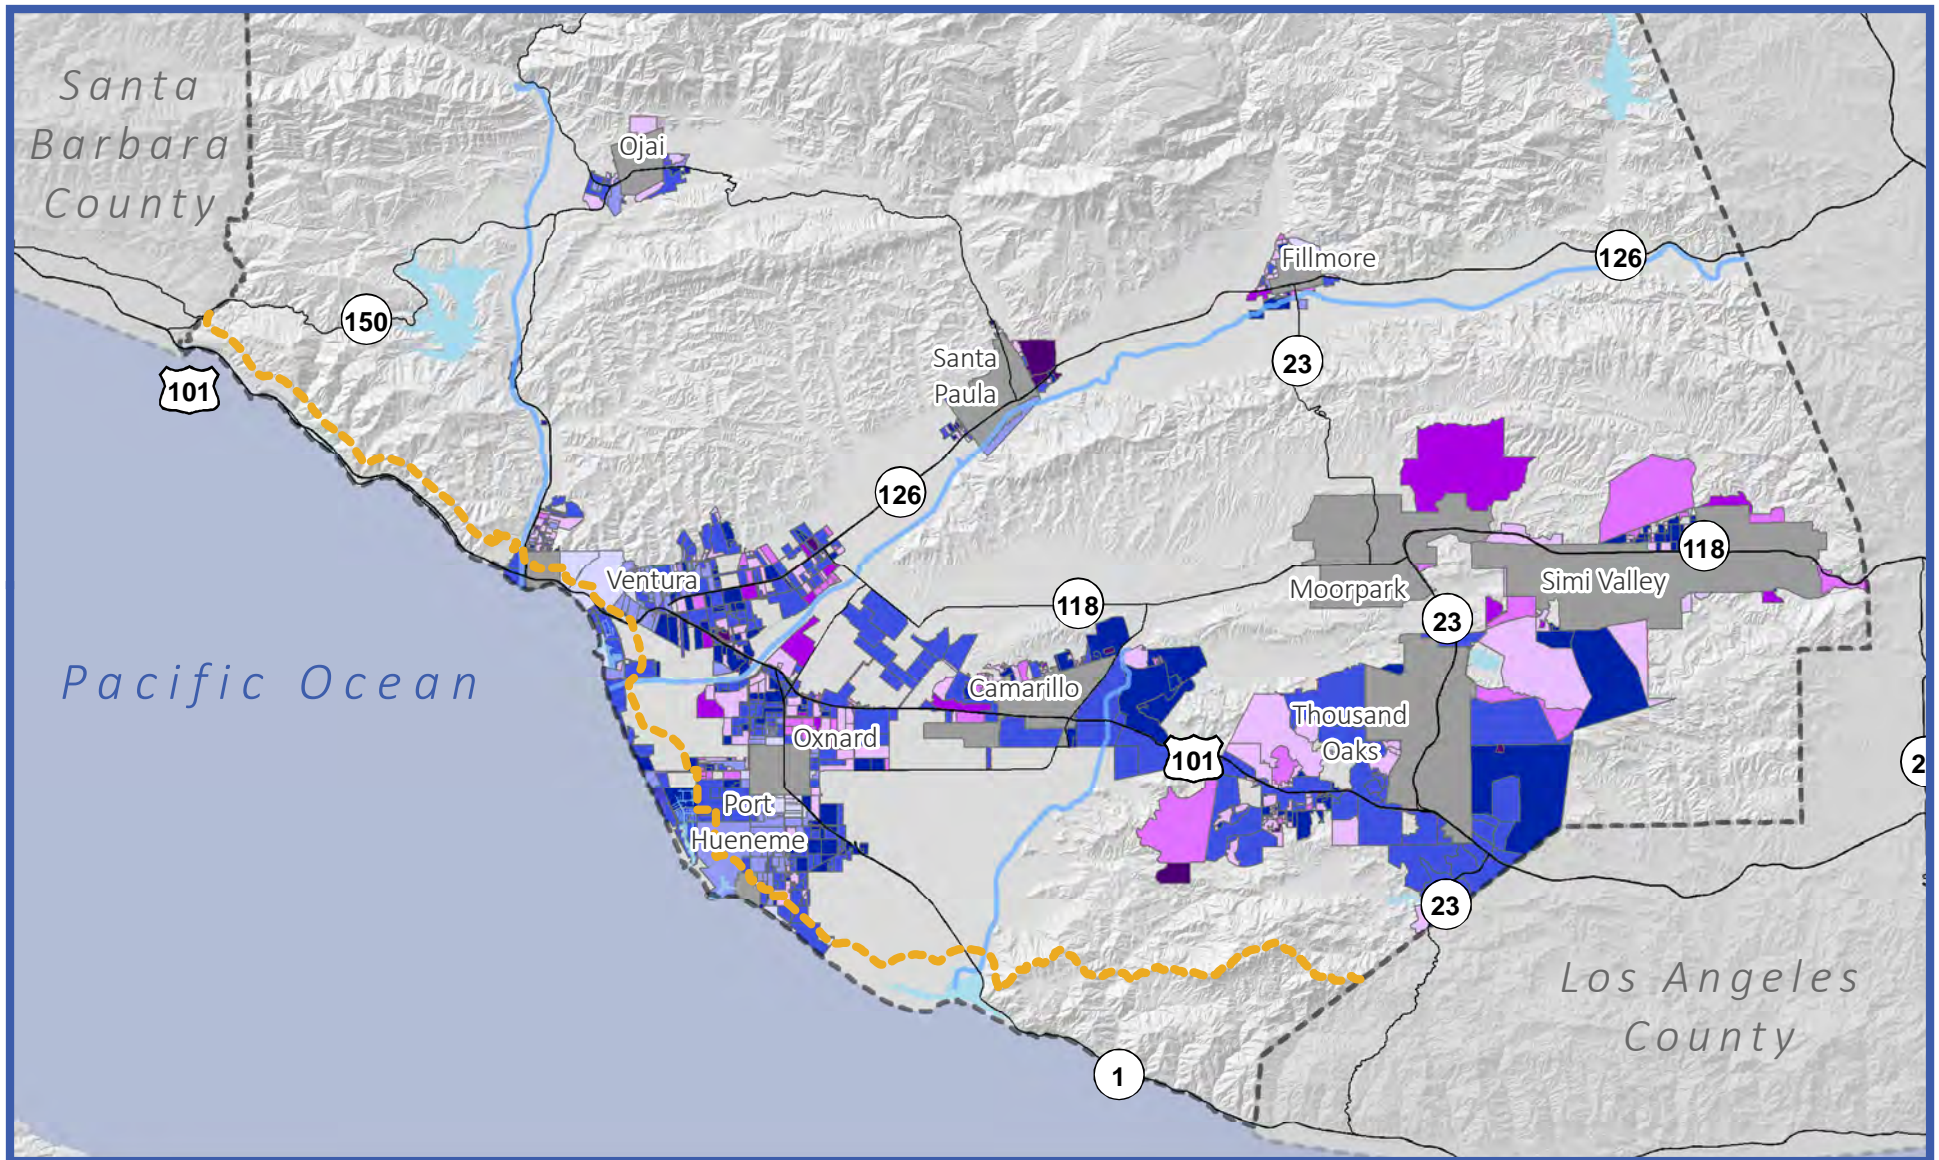 Santa
Barbara
County
Ojai
Fillmore
126
150
Santa
Paula
23
101
126
118
118
Ventura
Moorpark
Simi Valley
23
Pacific Ocean
Camarillo
Thousand
Oaks
Oxnard
101
2
Port
Hueneme
23
Los Angeles
County
1